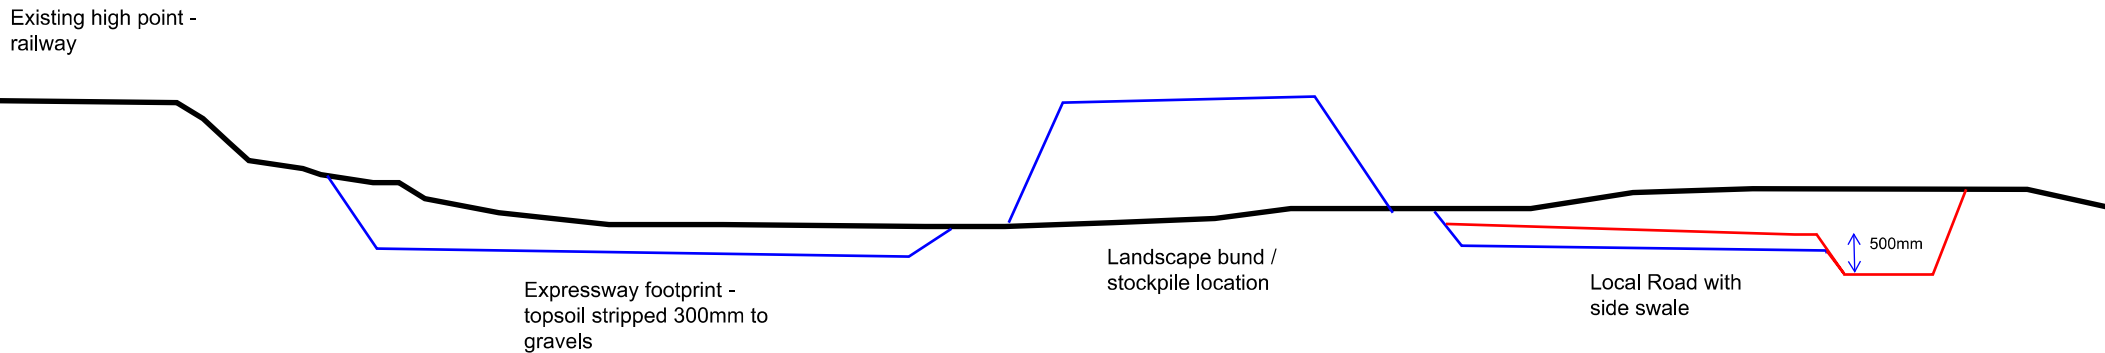 Existing high point -
railway
Expressway footprint -
topsoil stripped 300mm to
gravels
Landscape bund /
stockpile location
Local Road with
side swale
500mm